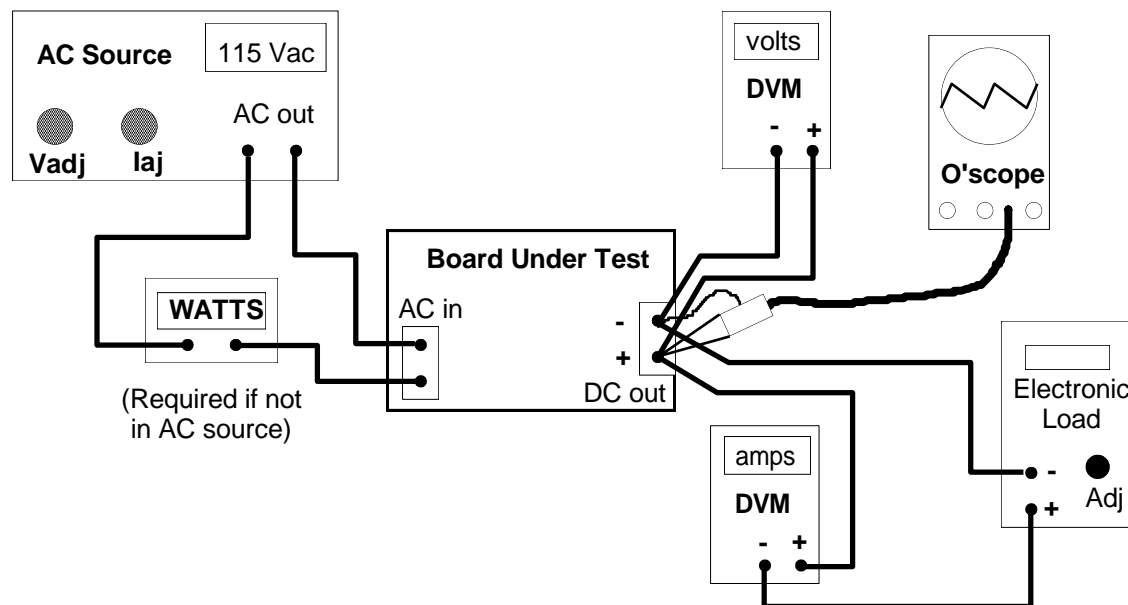 AC Source
115 Vac
AC out
Vadj
Iaj
volts
DVM
- +
O'scope
WATTS
(Required if not
in AC source)
Board Under Test
AC in
-
+
DC out
amps
DVM
- +
Electronic
Load
-
+
Adj